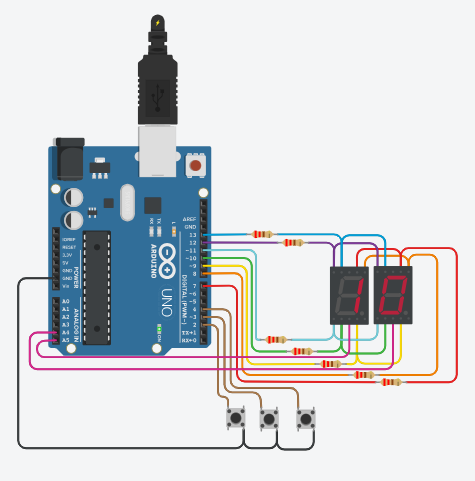 AREF
GND
13
12
~11
~10
~9
8
7
~6
~5
4
~3
2
TX→1
RX←0
DIGITAL (PWM~)
L
TX
RX
ARDUINO
UNO
ON
IOREF
RESET
3.3V
5V
GND
GND
Vin
POWER
A0
A1
A2
A3
A4
A5
ANALOG IN
18